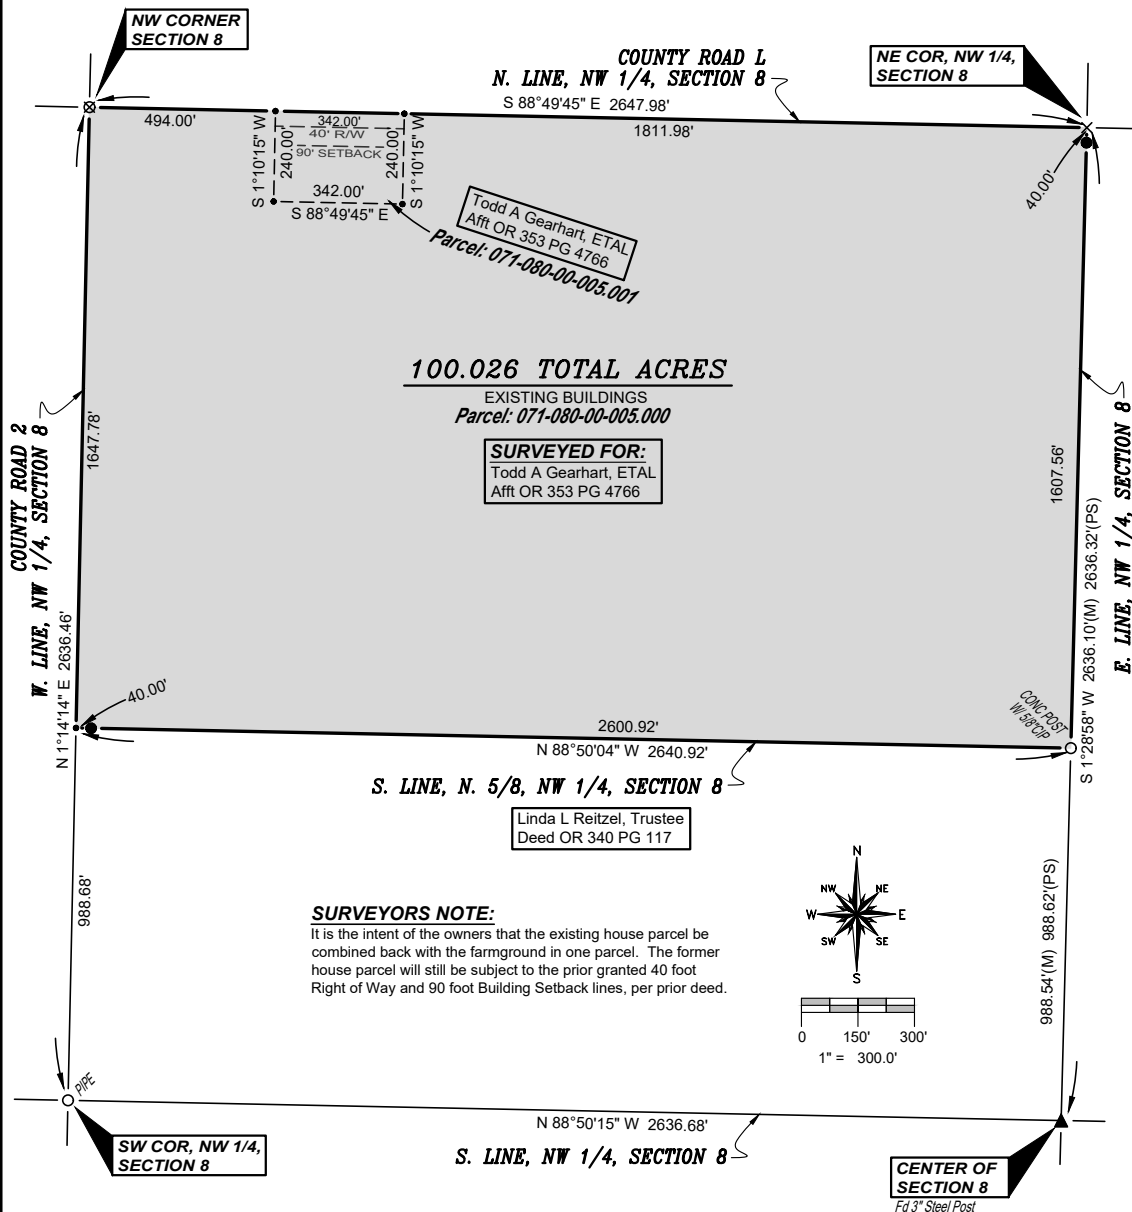 NW CORNER
SECTION 8
COUNTY ROAD L
N. LINE, NW 1/4, SECTION 8
NE COR, NW 1/4,
SECTION 8
S 88°49'45" E 2647.98'
494.00'
342.00'
1811.98'
40' R/W
90' SETBACK
S 1°10'15" W
240.00'
240.00'
S 1°10'15" W
342.00'
S 88°49'45" E
40.00'
Todd A Gearhart, ETAL
Afft OR 353 PG 4766
Parcel: 071-080-00-005.001
100.026 TOTAL ACRES
EXISTING BUILDINGS
Parcel: 071-080-00-005.000
SURVEYED FOR:
Todd A Gearhart, ETAL
Afft OR 353 PG 4766
COUNTY ROAD 2
W. LINE, NW 1/4, SECTION 8
1647.78'
N 1°14'14" E 2636.46'
1607.56'
S 1°28'58" W 2636.10'(M) 2636.32'(PS)
E. LINE, NW 1/4, SECTION 8
40.00'
CONC POST
W/ 5/8"CIP
2600.92'
N 88°50'04" W 2640.92'
S. LINE, N. 5/8, NW 1/4, SECTION 8
Linda L Reitzel, Trustee
Deed OR 340 PG 117
988.68'
988.54'(M) 988.62'(PS)
SURVEYORS NOTE:
It is the intent of the owners that the existing house parcel be
combined back with the farmground in one parcel. The former
house parcel will still be subject to the prior granted 40 foot
Right of Way and 90 foot Building Setback lines, per prior deed.
N
NW NE
W E
SW SE
S
0 150' 300'
1" = 300.0'
PIPE
SW COR, NW 1/4,
SECTION 8
N 88°50'15" W 2636.68'
S. LINE, NW 1/4, SECTION 8
CENTER OF
SECTION 8
Fd 3" Steel Post